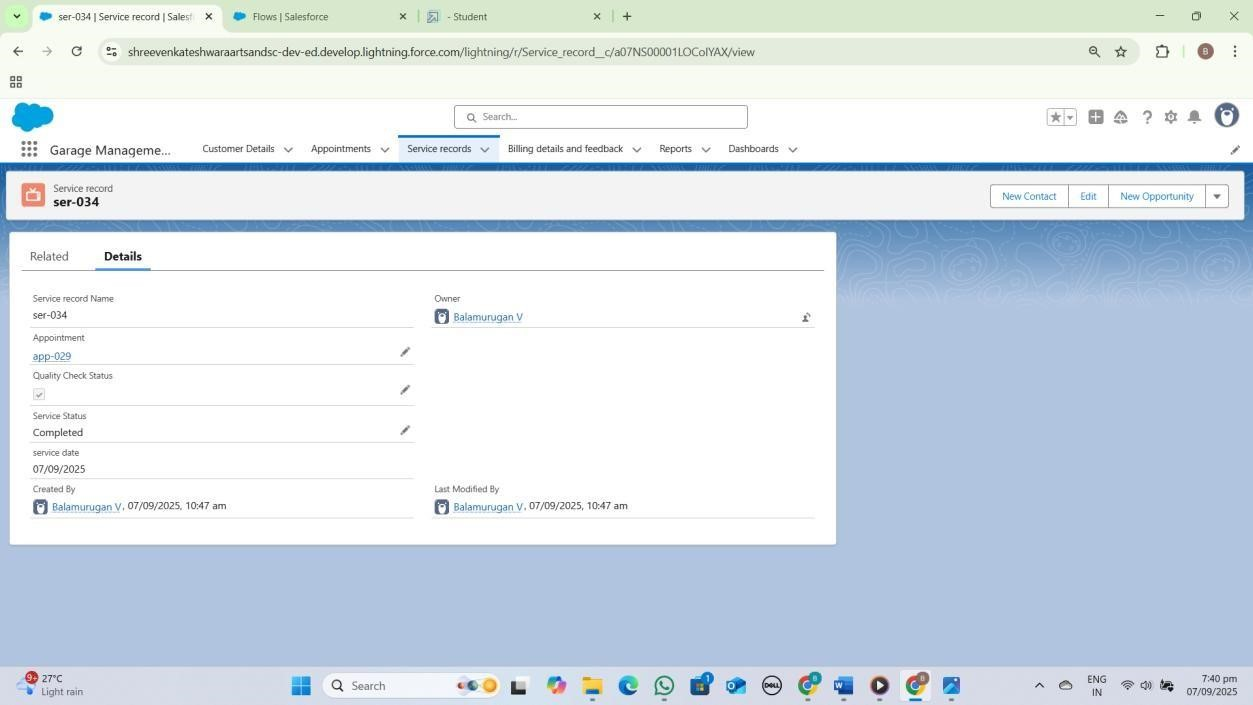 ser-034 | Service record | Salesf
Flows | Salesforce
- Student
shreevenkateshwaraartsandsc-dev-ed.develop.lightning.force.com/lightning/r/Service_record__c/a07NS00001LOColYAX/view
B
Search...
Garage Manageme...
Customer Details
Appointments
Service records
Billing details and feedback
Reports
Dashboards
Service record
ser-034
New Contact
Edit
New Opportunity
Related
Details
Service record Name
ser-034
Owner
Balamurugan V
Appointment
app-029
Quality Check Status
Service Status
Completed
service date
07/09/2025
Created By
Balamurugan V, 07/09/2025, 10:47 am
Last Modified By
Balamurugan V, 07/09/2025, 10:47 am
9+
27°C
Light rain
Search
DELL
B
1
W
B
ENG
IN
7:40 pm
07/09/2025